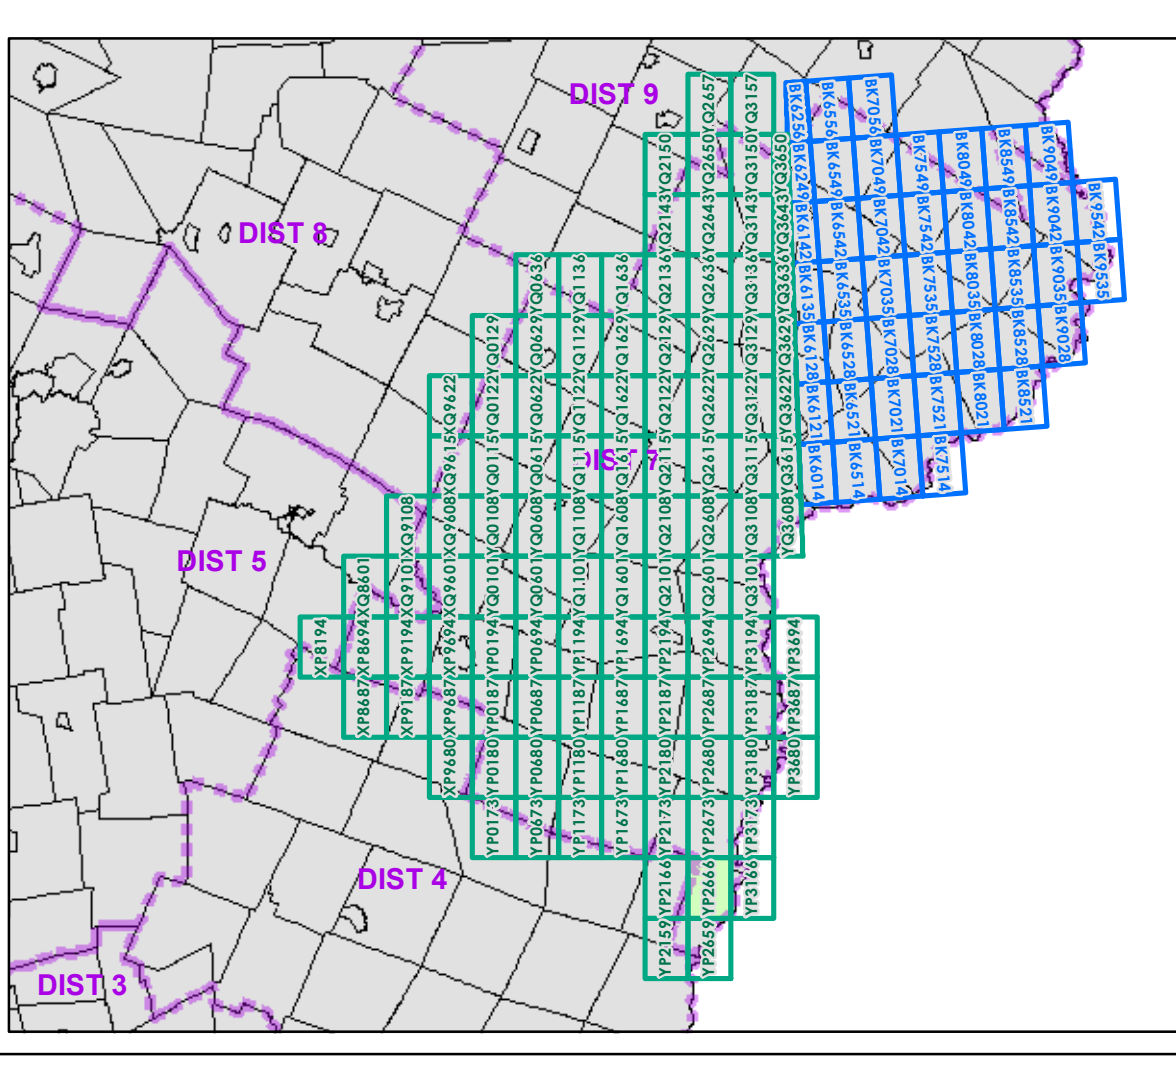 DIST 9
DIST 8
DIST 7
DIST 5
DIST 4
DIST 3
YQ2657 YQ3157
YQ2150 YQ2650 YQ3150 YQ3650
YQ2143 YQ2643 YQ3143 YQ3643
YQ0636 YQ1136 YQ1636 YQ2136 YQ2636 YQ3136 YQ3636
YQ0129 YQ0629 YQ1129 YQ1629 YQ2129 YQ2629 YQ3129 YQ3629
XQ9622 YQ0122 YQ0622 YQ1122 YQ1622 YQ2122 YQ2622 YQ3122 YQ3622
XQ9615 YQ0115 YQ0615 YQ1115 YQ1615 YQ2115 YQ2615 YQ3115 YQ3615
XQ9108 XQ9608 YQ0108 YQ0608 YQ1108 YQ1608 YQ2108 YQ2608 YQ3108 YQ3608
XQ8601 XQ9101 XQ9601 YQ0101 YQ0601 YQ1101 YQ1601 YQ2101 YQ2601 YQ3101
XP8194 XP8694 XP9194 XP9694 YP0194 YP0694 YP1194 YP1694 YP2194 YP2694 YP3194 YP3694
XP8687 XP9187 XP9687 YP0187 YP0687 YP1187 YP1687 YP2187 YP2687 YP3187 YP3687
XP9680 YP0180 YP0680 YP1180 YP1680 YP2180 YP2680 YP3180 YP3680
YP0173 YP0673 YP1173 YP1673 YP2173 YP2673 YP3173
YP2166 YP2666 YP3166
YP2159 YP2659
BK6256 BK6556 BK7056
BK6249 BK6549 BK7049 BK7549 BK8049 BK8549 BK9049
BK6142 BK6542 BK7042 BK7542 BK8042 BK8542 BK9042 BK9542
BK6135 BK6535 BK7035 BK7535 BK8035 BK8535 BK9035 BK9535
BK6128 BK6528 BK7028 BK7528 BK8028 BK8528 BK9028
BK6121 BK6521 BK7021 BK7521 BK8021 BK8521
BK6014 BK6514 BK7014 BK7514